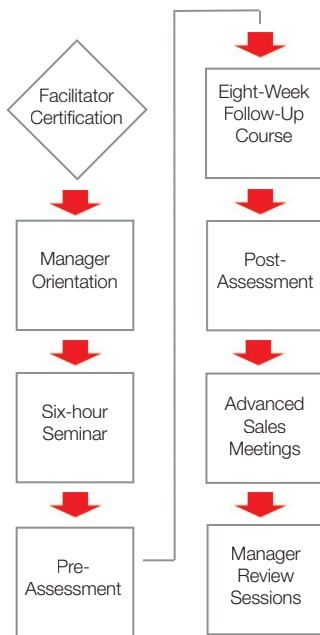 Facilitator
Certification
Manager
Orientation
Six-hour
Seminar
Pre-
Assessment
Eight-Week
Follow-Up
Course
Post-
Assessment
Advanced
Sales
Meetings
Manager
Review
Sessions